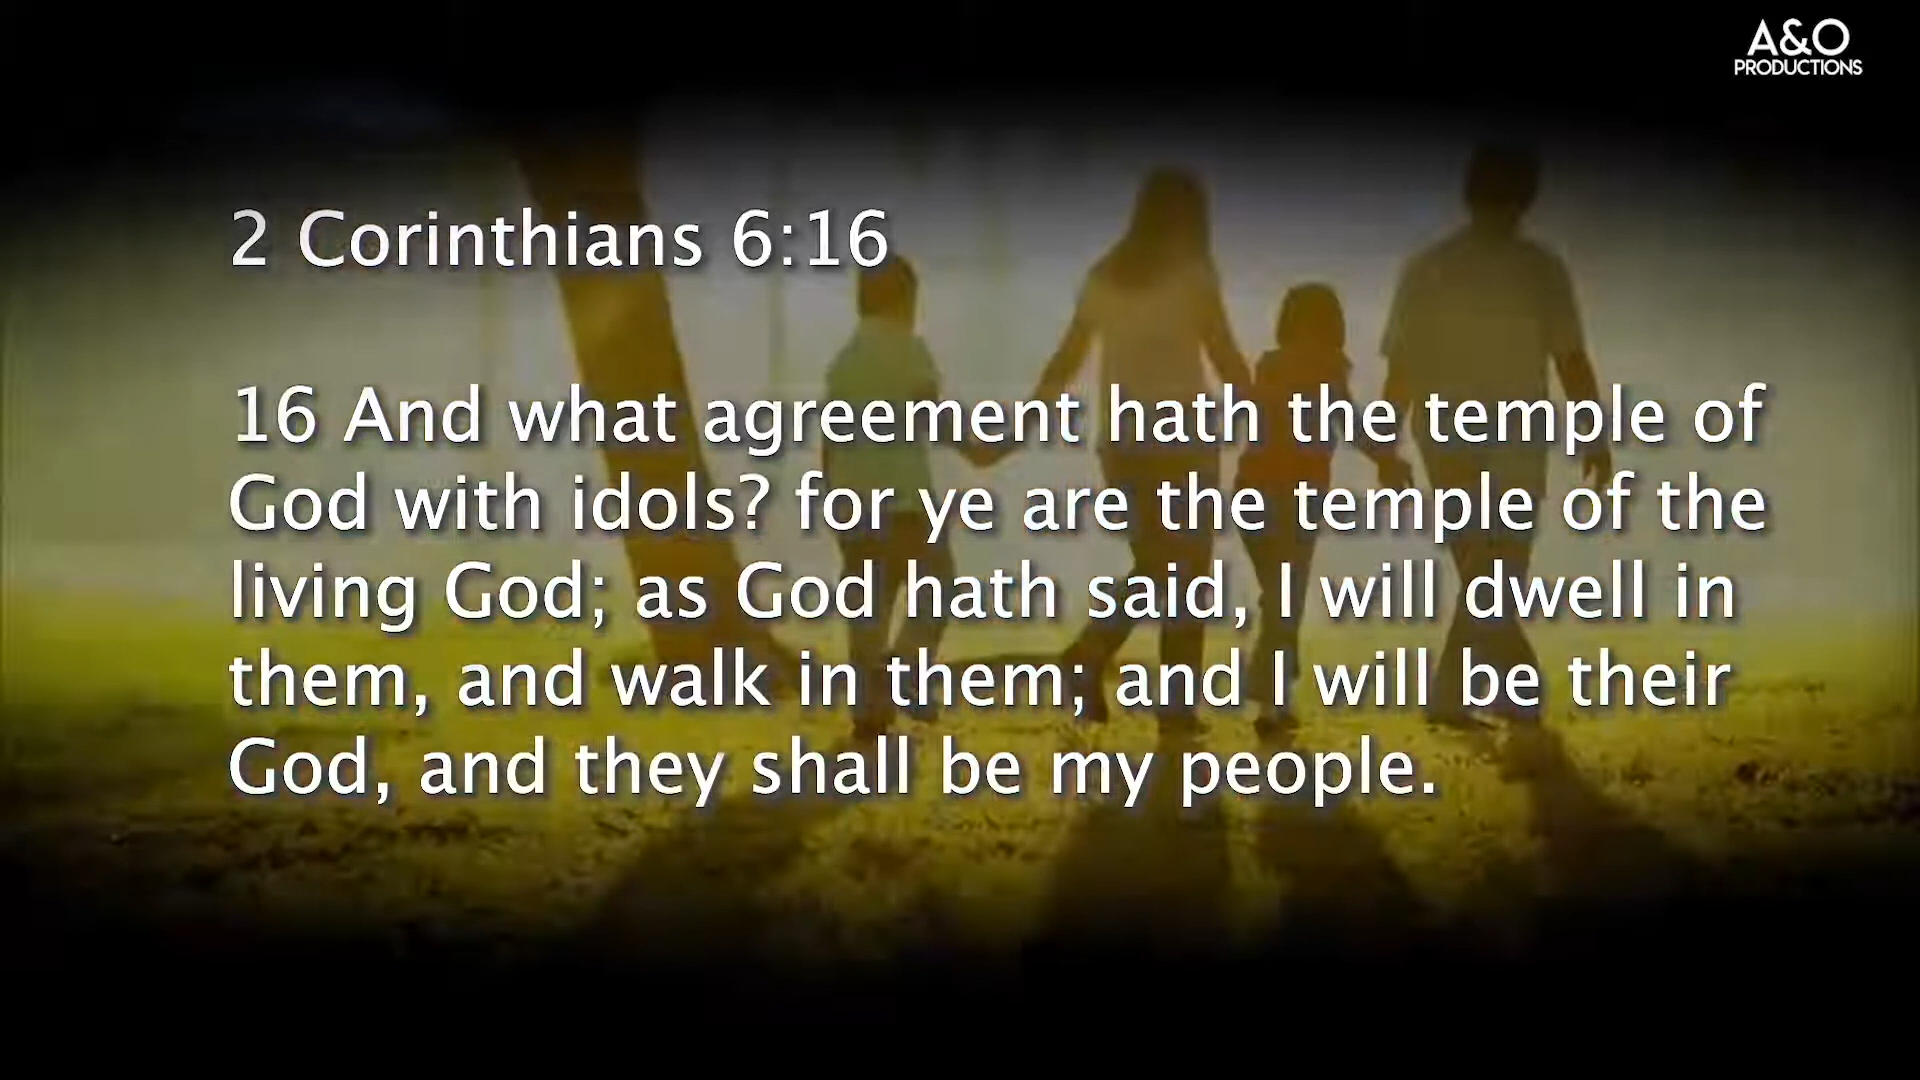 A&O
PRODUCTIONS
2 Corinthians 6:16
16 And what agreement hath the temple of
God with idols? for ye are the temple of the
living God; as God hath said, I will dwell in
them, and walk in them; and I will be their
God, and they shall be my people.